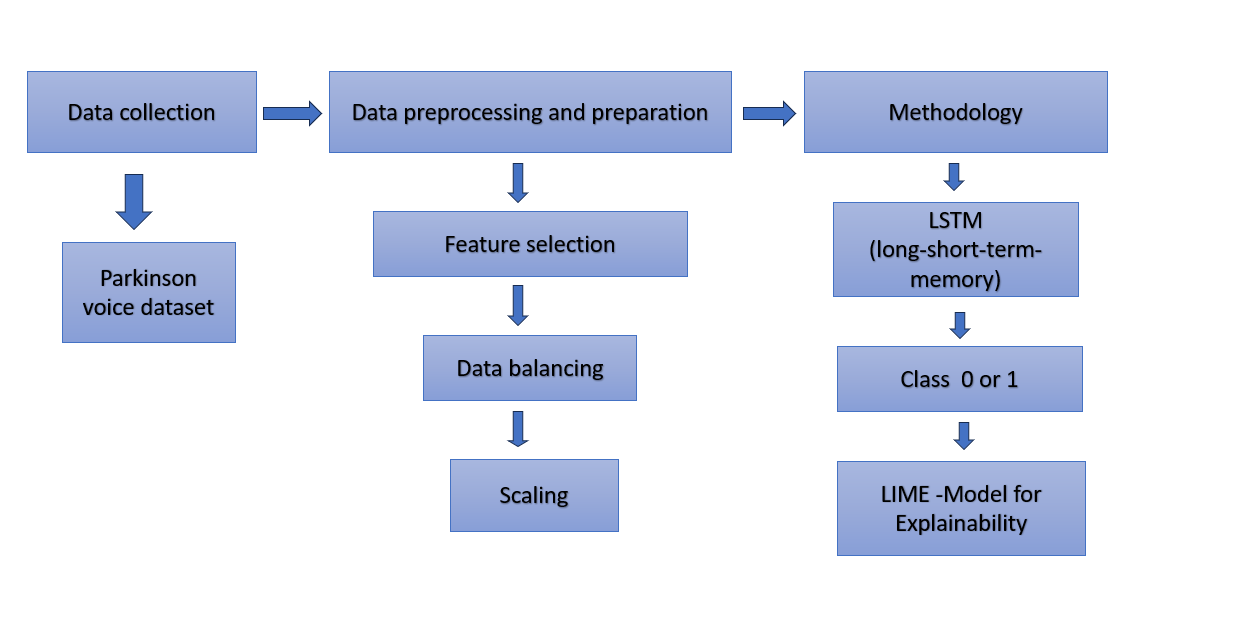 Data collection
Data preprocessing and preparation
Methodology
Parkinson
voice dataset
Feature selection
Data balancing
Scaling
LSTM
(long-short-term-
memory)
Class  0 or 1
LIME -Model for
Explainability